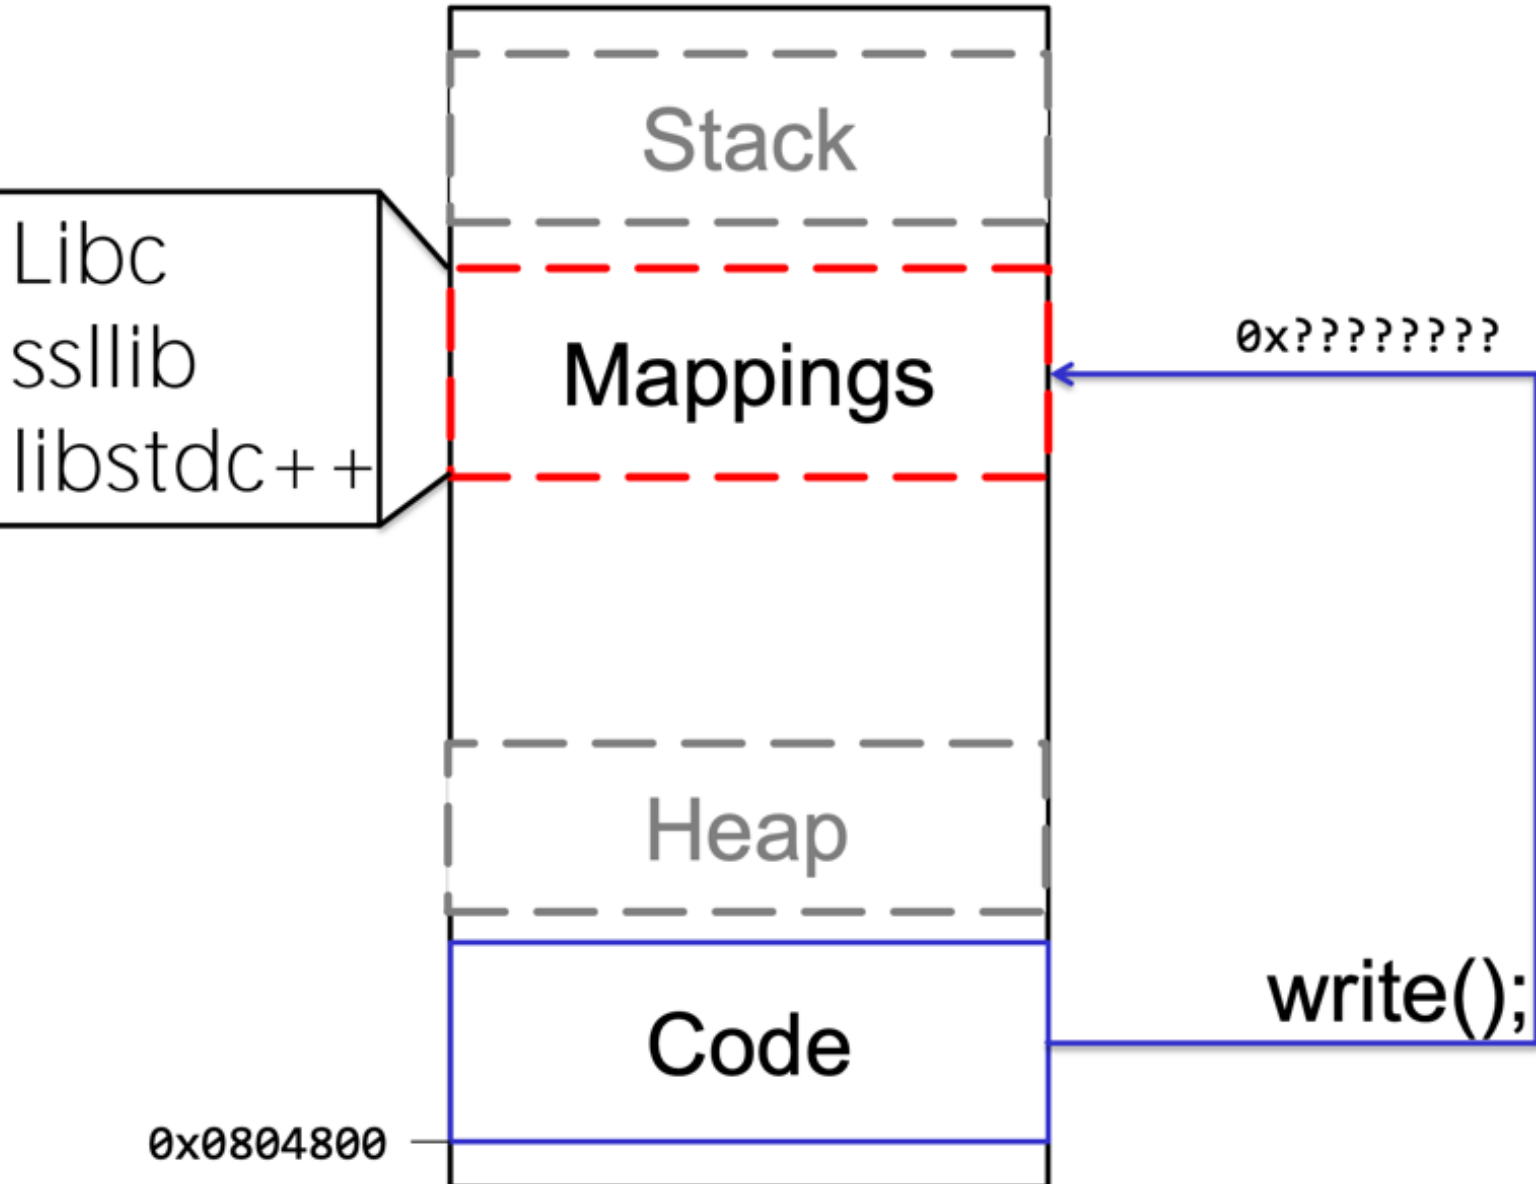 Stack
Libc
ssllib
libstdc++
Mappings
0x????????
Heap
write();
Code
0x0804800